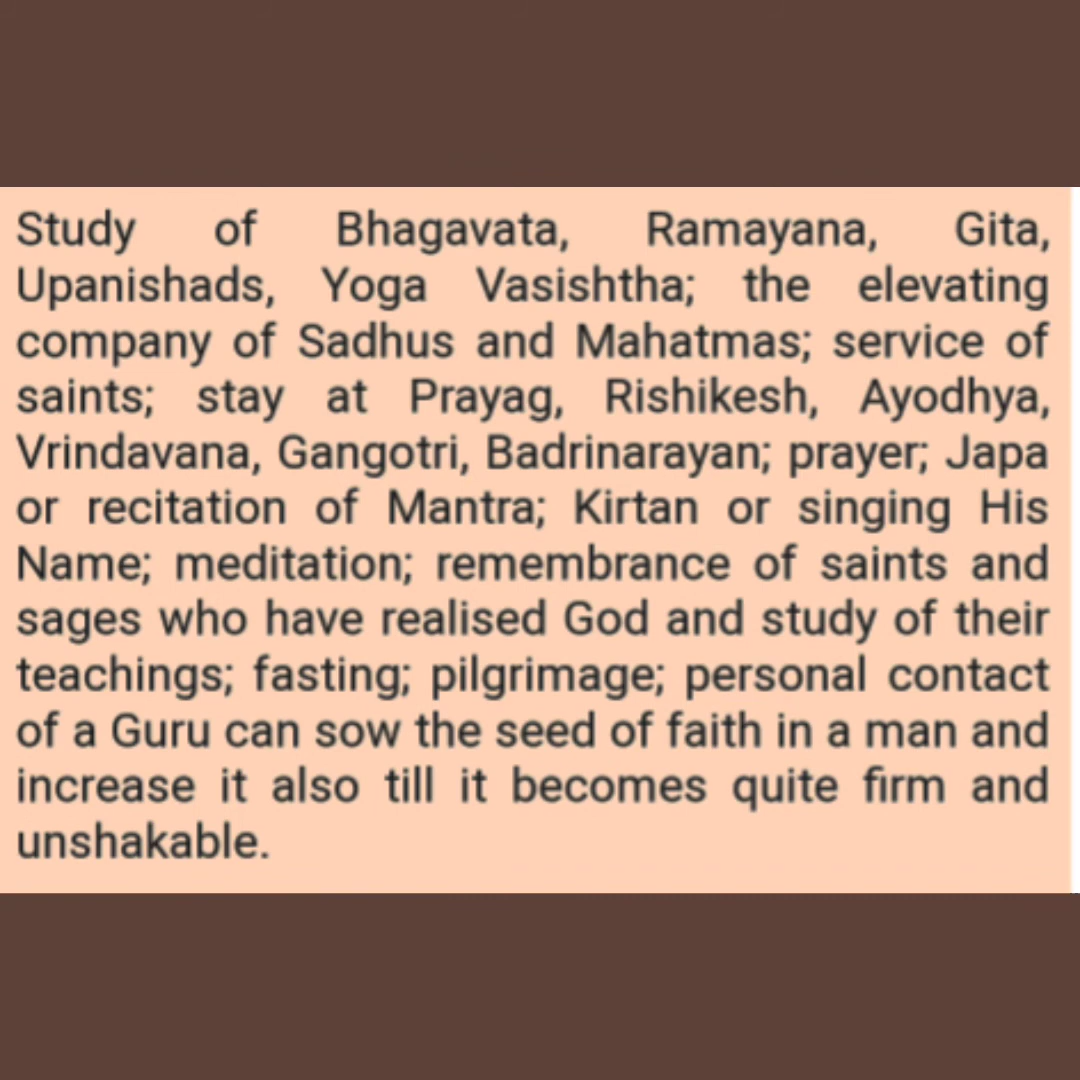 Study of Bhagavata, Ramayana, Gita,
Upanishads, Yoga Vasishtha; the elevating
company of Sadhus and Mahatmas; service of
saints; stay at Prayag, Rishikesh, Ayodhya,
Vrindavana, Gangotri, Badrinarayan; prayer; Japa
or recitation of Mantra; Kirtan or singing His
Name; meditation; remembrance of saints and
sages who have realised God and study of their
teachings; fasting; pilgrimage; personal contact
of a Guru can sow the seed of faith in a man and
increase it also till it becomes quite firm and
unshakable.